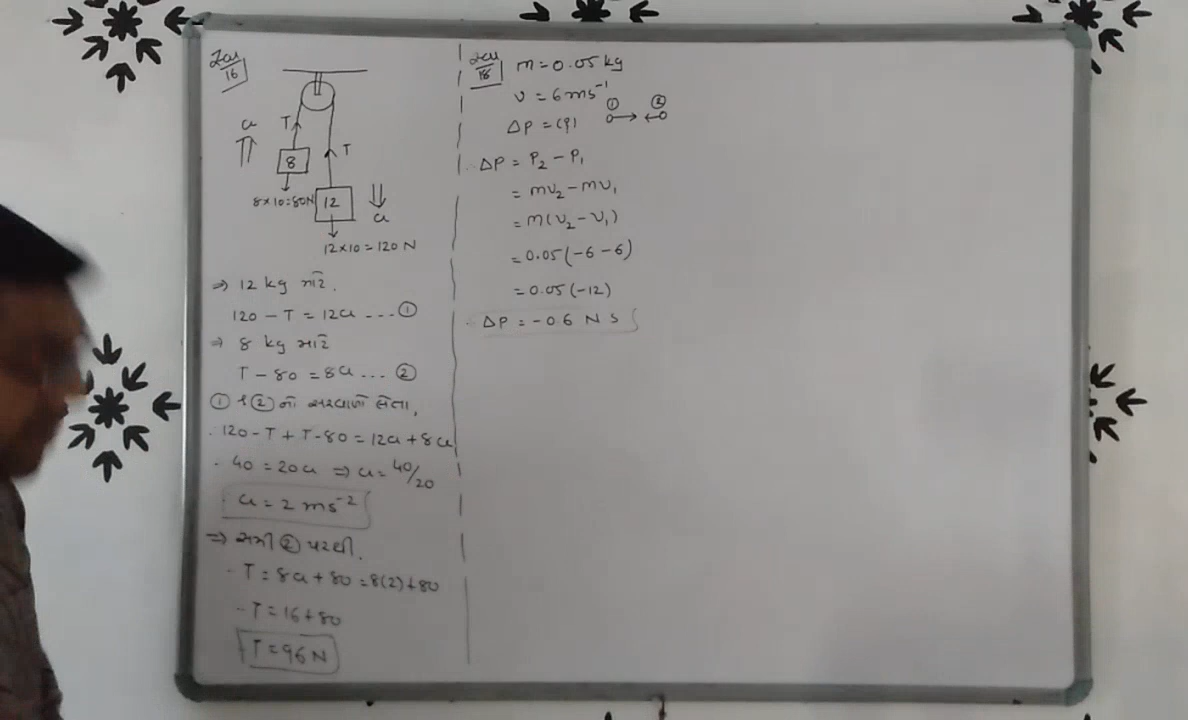 16
T
a
8
T
8×10=80N
12
a
12×10=120 N
⇒ 12 kg માટે.
120 - T = 12a ... ①
⇒ 8 kg માટે
T - 80 = 8a ... ②
① ② નો સરવાળો લેતા,
120 - T + T - 80 = 12a + 8a
40 = 20a ⇒ a = 40/20
a = 2 ms⁻²
⇒ સમી ② પરથી.
T = 8a + 80 = 8(2) + 80
T = 16 + 80
T = 96 N
18
m = 0.05 kg
v = 6 ms⁻¹
① ②
ΔP = (?)
ΔP = P₂ - P₁
= mv₂ - mv₁
= m(v₂ - v₁)
= 0.05(-6 - 6)
= 0.05(-12)
ΔP = -0.6 N s